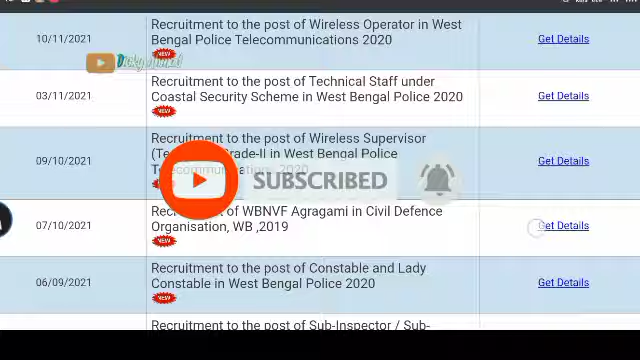 10/11/2021
Recruitment to the post of Wireless Operator in West
Bengal Police Telecommunications 2020
NEW
Get Details
03/11/2021
Recruitment to the post of Technical Staff under
Coastal Security Scheme in West Bengal Police 2020
NEW
Get Details
09/10/2021
Recruitment to the post of Wireless Supervisor
Grade-II in West Bengal Police
2020
Get Details
SUBSCRIBED
07/10/2021
of WBNVF Agragami in Civil Defence
Organisation, WB ,2019
NEW
Get Details
06/09/2021
Recruitment to the post of Constable and Lady
Constable in West Bengal Police 2020
NEW
Get Details
Recruitment to the post of Sub-Inspector / Sub-